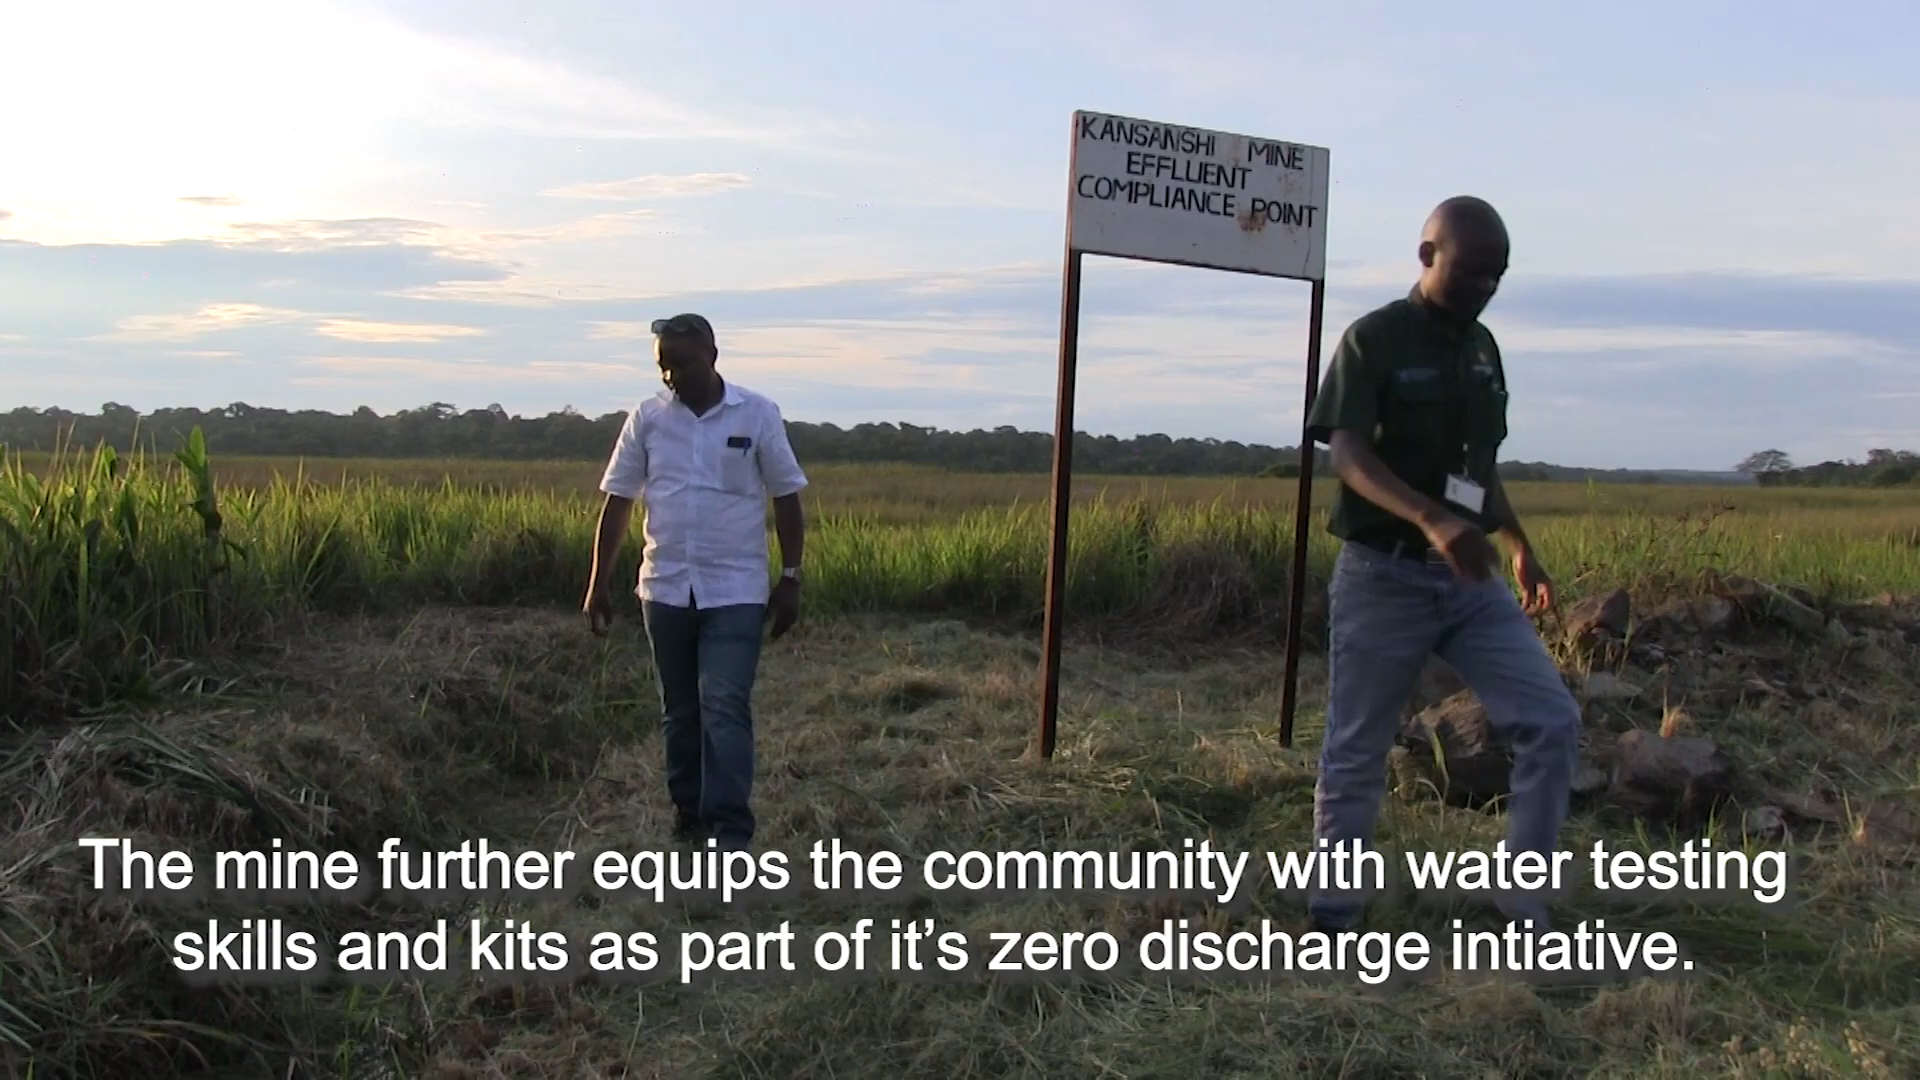 KANSANSHI MINE
EFFLUENT
COMPLIANCE POINT
The mine further equips the community with water testing
skills and kits as part of it’s zero discharge intiative.